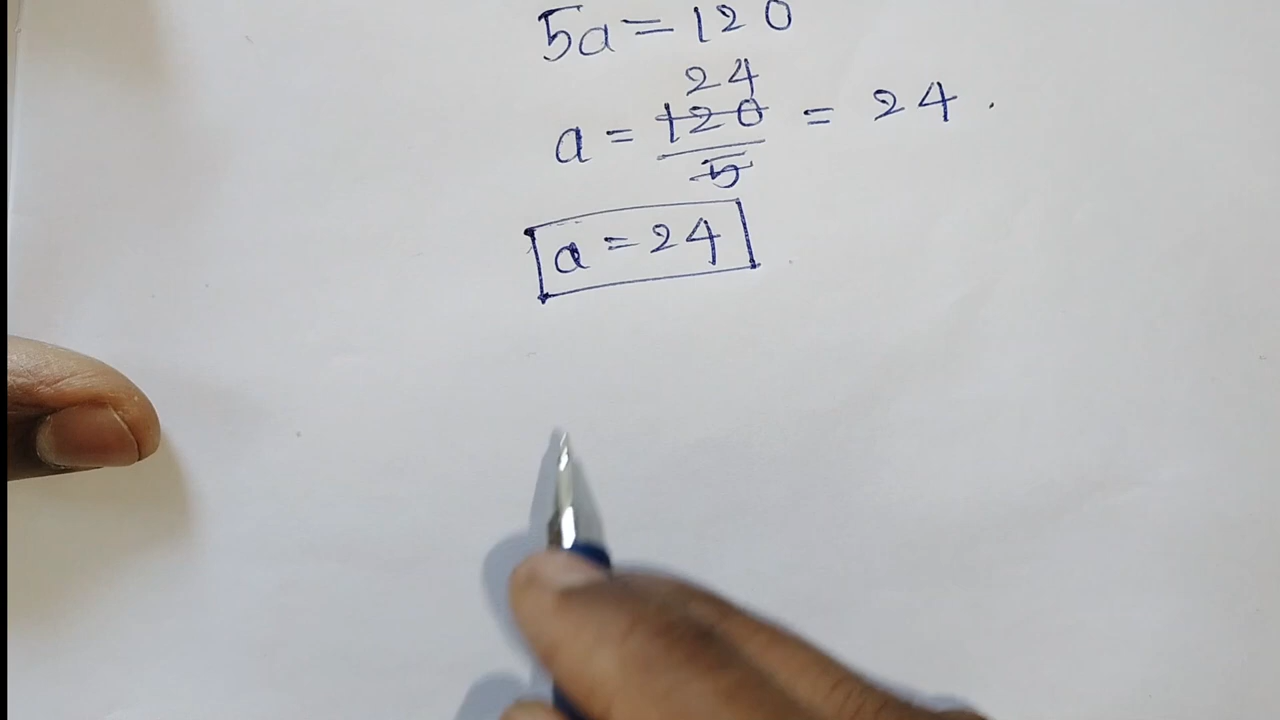 5a = 120
24
a = 120/5 = 24.
a = 24